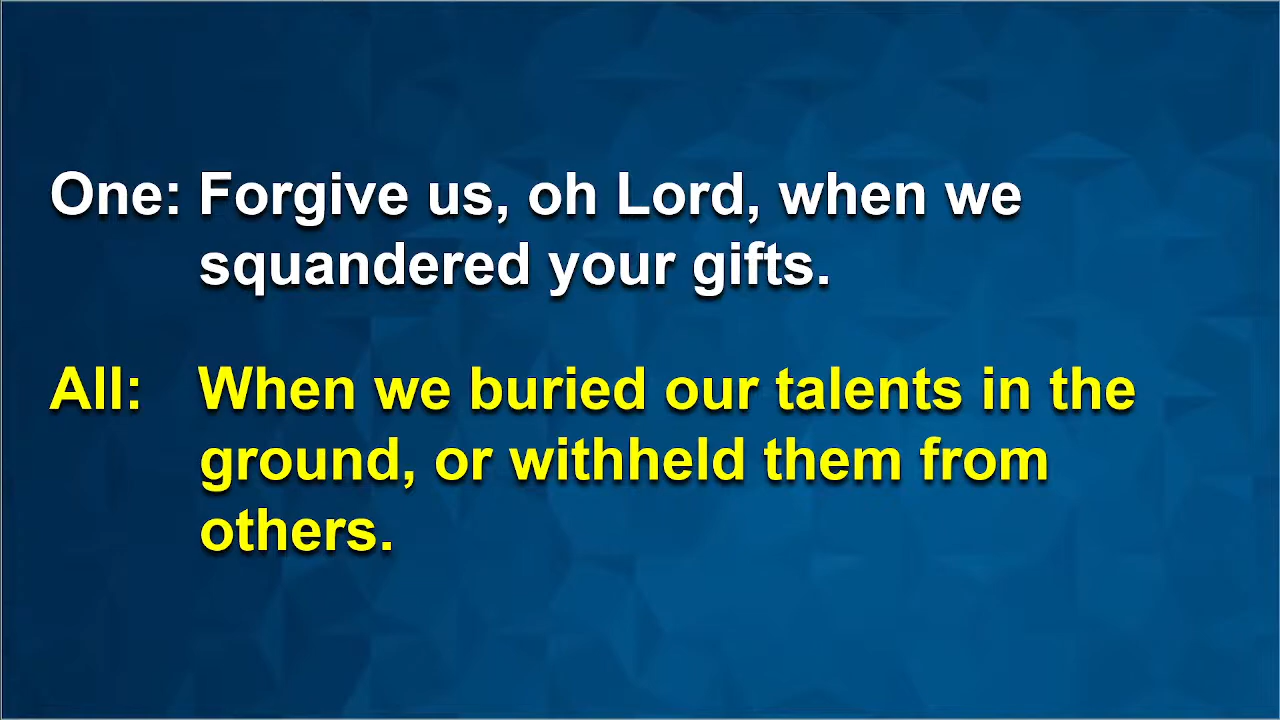 One: Forgive us, oh Lord, when we
squandered your gifts.
All: When we buried our talents in the
ground, or withheld them from
others.